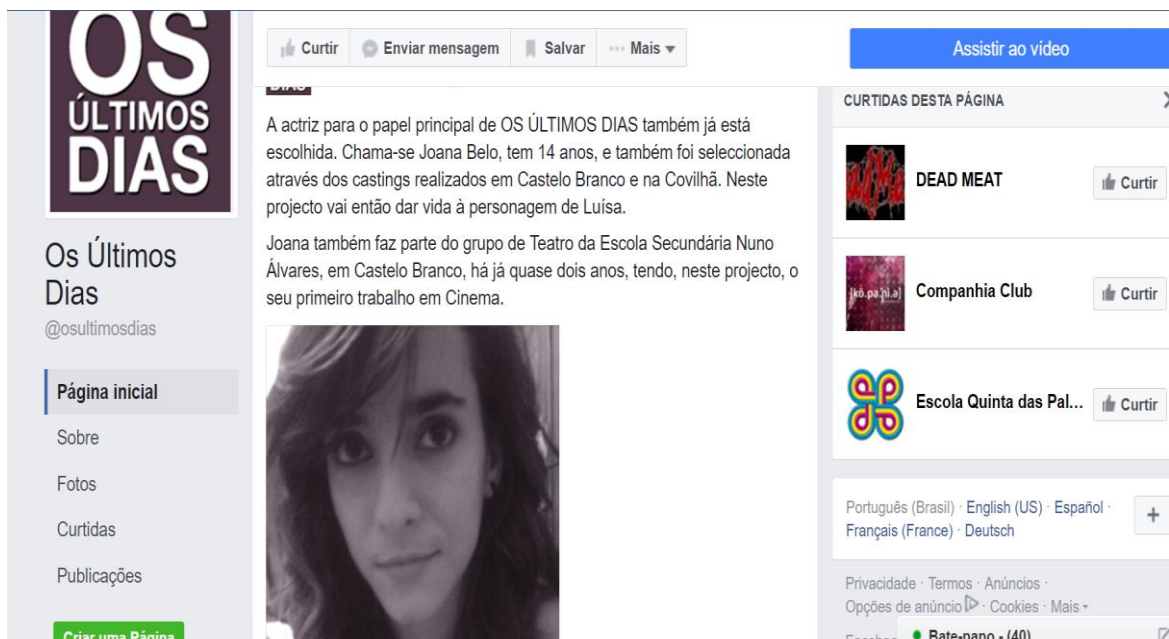 OS
ÚLTIMOS
DIAS
Os Últimos
Dias
@osultimosdias
Página inicial
Sobre
Fotos
Curtidas
Publicações
Criar uma Página
Curtir
Enviar mensagem
Salvar
Mais
DIAS
A actriz para o papel principal de OS ÚLTIMOS DIAS também já está
escolhida. Chama-se Joana Belo, tem 14 anos, e também foi seleccionada
através dos castings realizados em Castelo Branco e na Covilhã. Neste
projecto vai então dar vida à personagem de Luísa.
Joana também faz parte do grupo de Teatro da Escola Secundária Nuno
Álvares, em Castelo Branco, há já quase dois anos, tendo, neste projecto, o
seu primeiro trabalho em Cinema.
Assistir ao vídeo
CURTIDAS DESTA PÁGINA
DEAD MEAT
Curtir
[kõ.pa.ɲi.ɐ]
Companhia Club
Curtir
Escola Quinta das Pal...
Curtir
Português (Brasil) · English (US) · Español ·
Français (France) · Deutsch
+
Privacidade · Termos · Anúncios ·
Opções de anúncio · Cookies · Mais
Bate-papo - (40)